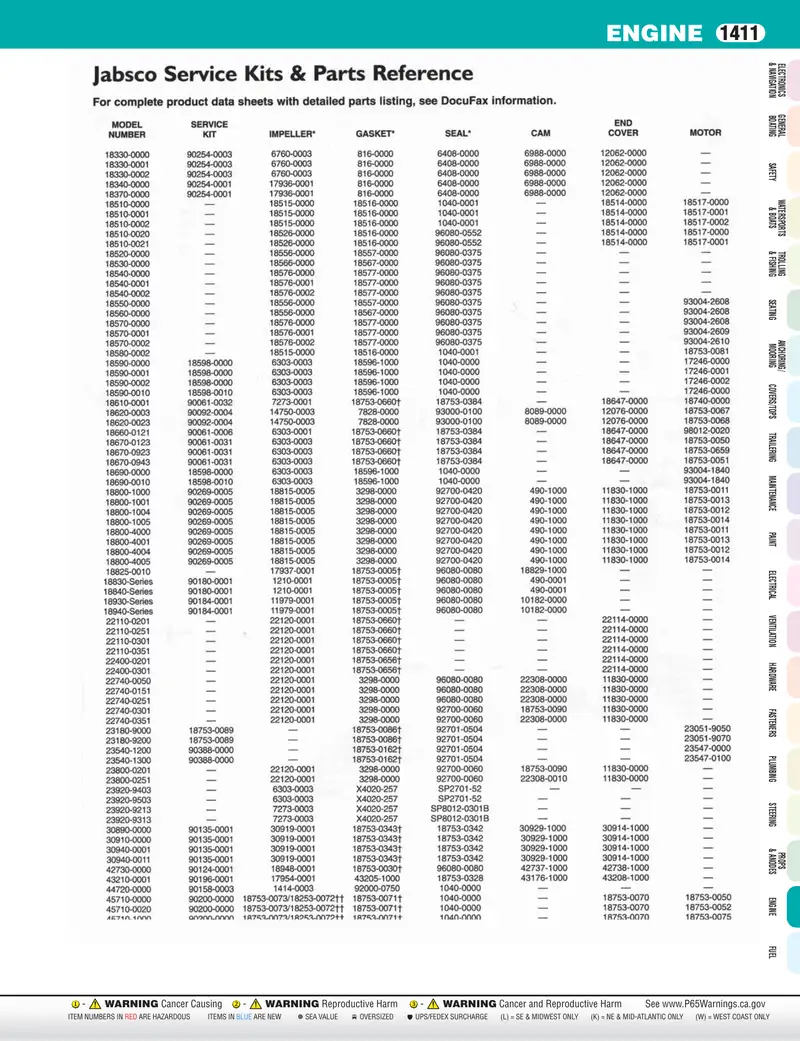 ENGINE 1411
Jabsco Service Kits & Parts Reference
For complete product data sheets with detailed parts listing, see DocuFax information.
MODEL NUMBER SERVICE KIT IMPELLER* GASKET* SEAL* CAM END COVER MOTOR
18330-0000 90254-0003 6760-0003 816-0000 6408-0000 6988-0000 12062-0000 —
18330-0001 90254-0003 6760-0003 816-0000 6408-0000 6988-0000 12062-0000 —
18330-0002 90254-0003 6760-0003 816-0000 6408-0000 6988-0000 12062-0000 —
18340-0000 90254-0001 17936-0001 816-0000 6408-0000 6988-0000 12062-0000 —
18370-0000 90254-0001 17936-0001 816-0000 6408-0000 6988-0000 12062-0000 —
18510-0000 — 18515-0000 18516-0000 1040-0001 — 18514-0000 18517-0000
18510-0001 — 18515-0000 18516-0000 1040-0001 — 18514-0000 18517-0001
18510-0002 — 18515-0000 18516-0000 1040-0001 — 18514-0000 18517-0002
18510-0020 — 18526-0000 18516-0000 96080-0552 — 18514-0000 18517-0000
18510-0021 — 18526-0000 18516-0000 96080-0552 — 18514-0000 18517-0001
18520-0000 — 18556-0000 18557-0000 96080-0375 — — —
18530-0000 — 18566-0000 18567-0000 96080-0375 — — —
18540-0000 — 18576-0000 18577-0000 96080-0375 — — —
18540-0001 — 18576-0001 18577-0000 96080-0375 — — —
18540-0002 — 18576-0002 18577-0000 96080-0375 — — —
18550-0000 — 18556-0000 18557-0000 96080-0375 — — 93004-2608
18560-0000 — 18556-0000 18567-0000 96080-0375 — — 93004-2608
18570-0000 — 18576-0000 18577-0000 96080-0375 — — 93004-2608
18570-0001 — 18576-0001 18577-0000 96080-0375 — — 93004-2609
18570-0002 — 18576-0002 18577-0000 96080-0375 — — 93004-2610
18580-0002 — 18515-0000 18516-0000 1040-0001 — — 18753-0081
18590-0000 18598-0000 6303-0003 18596-1000 1040-0000 — — 17246-0000
18590-0001 18598-0000 6303-0003 18596-1000 1040-0000 — — 17246-0001
18590-0002 18598-0000 6303-0003 18596-1000 1040-0000 — — 17246-0002
18590-0010 18598-0010 6303-0003 18596-1000 1040-0000 — — 17246-0000
18610-0001 90061-0032 7273-0001 18753-0660† 18753-0384 — 18647-0000 18740-0000
18620-0003 90092-0004 14750-0003 7828-0000 93000-0100 8089-0000 12076-0000 18753-0067
18620-0023 90092-0004 14750-0003 7828-0000 93000-0100 8089-0000 12076-0000 18753-0068
18660-0121 90061-0006 6303-0001 18753-0660† 18753-0384 — 18647-0000 98012-0020
18670-0123 90061-0031 6303-0003 18753-0660† 18753-0384 — 18647-0000 18753-0050
18670-0923 90061-0031 6303-0003 18753-0660† 18753-0384 — 18647-0000 18753-0659
18670-0943 90061-0031 6303-0003 18753-0660† 18753-0384 — 18647-0000 18753-0051
18690-0000 18598-0000 6303-0003 18596-1000 1040-0000 — — 93004-1840
18690-0010 18598-0010 6303-0003 18596-1000 1040-0000 — — 93004-1840
18800-1000 90269-0005 18815-0005 3298-0000 92700-0420 490-1000 11830-1000 18753-0011
18800-1001 90269-0005 18815-0005 3298-0000 92700-0420 490-1000 11830-1000 18753-0013
18800-1004 90269-0005 18815-0005 3298-0000 92700-0420 490-1000 11830-1000 18753-0012
18800-1005 90269-0005 18815-0005 3298-0000 92700-0420 490-1000 11830-1000 18753-0014
18800-4000 90269-0005 18815-0005 3298-0000 92700-0420 490-1000 11830-1000 18753-0011
18800-4001 90269-0005 18815-0005 3298-0000 92700-0420 490-1000 11830-1000 18753-0013
18800-4004 90269-0005 18815-0005 3298-0000 92700-0420 490-1000 11830-1000 18753-0012
18800-4005 90269-0005 18815-0005 3298-0000 92700-0420 490-1000 11830-1000 18753-0014
18825-0010 — 17937-0001 18753-0005† 96080-0080 18829-1000 — —
18830-Series 90180-0001 1210-0001 18753-0005† 96080-0080 490-0001 — —
18840-Series 90180-0001 1210-0001 18753-0005† 96080-0080 490-0001 — —
18930-Series 90184-0001 11979-0001 18753-0005† 96080-0080 10182-0000 — —
18940-Series 90184-0001 11979-0001 18753-0005† 96080-0080 10182-0000 — —
22110-0201 — 22120-0001 18753-0660† — — 22114-0000 —
22110-0251 — 22120-0001 18753-0660† — — 22114-0000 —
22110-0301 — 22120-0001 18753-0660† — — 22114-0000 —
22110-0351 — 22120-0001 18753-0660† — — 22114-0000 —
22400-0201 — 22120-0001 18753-0656† — — 22114-0000 —
22400-0301 — 22120-0001 18753-0656† — — 22114-0000 —
22740-0050 — 22120-0001 3298-0000 96080-0080 22308-0000 11830-0000 —
22740-0151 — 22120-0001 3298-0000 96080-0080 22308-0000 11830-0000 —
22740-0251 — 22120-0001 3298-0000 96080-0080 22308-0000 11830-0000 —
22740-0301 — 22120-0001 3298-0000 92700-0060 18753-0090 11830-0000 —
22740-0351 — 22120-0001 3298-0000 92700-0060 22308-0000 11830-0000 —
23180-9000 18753-0089 — 18753-0086† 92701-0504 — — 23051-9050
23180-9200 18753-0089 — 18753-0086† 92701-0504 — — 23051-9070
23540-1200 90388-0000 — 18753-0162† 92701-0504 — — 23547-0000
23540-1300 90388-0000 — 18753-0162† 92701-0504 — — 23547-0100
23800-0201 — 22120-0001 3298-0000 92700-0060 18753-0090 11830-0000 —
23800-0251 — 22120-0001 3298-0000 92700-0060 22308-0010 11830-0000 —
23920-9403 — 6303-0003 X4020-257 SP2701-52 — — —
23920-9503 — 6303-0003 X4020-257 SP2701-52 — — —
23920-9213 — 7273-0003 X4020-257 SP8012-0301B — — —
23920-9313 — 7273-0003 X4020-257 SP8012-0301B — — —
30890-0000 90135-0001 30919-0001 18753-0343† 18753-0342 30929-1000 30914-1000 —
30910-0000 90135-0001 30919-0001 18753-0343† 18753-0342 30929-1000 30914-1000 —
30940-0001 90135-0001 30919-0001 18753-0343† 18753-0342 30929-1000 30914-1000 —
30940-0011 90135-0001 30919-0001 18753-0343† 18753-0342 30929-1000 30914-1000 —
42730-0000 90124-0001 18948-0001 18753-0030† 96080-0080 42737-1000 42738-1000 —
43210-0001 90196-0001 17954-0001 43205-1000 18753-0328 43176-1000 43208-1000 —
44720-0000 90158-0003 1414-0003 92000-0750 1040-0000 — — —
45710-0000 90200-0000 18753-0073/18253-0072†† 18753-0071† 1040-0000 — 18753-0070 18753-0050
45710-0020 90200-0000 18753-0073/18253-0072†† 18753-0071† 1040-0000 — 18753-0070 18753-0052
45710-1000 90200-0000 18753-0073/18253-0072†† 18753-0071† 1040-0000 — 18753-0070 18753-0075
ELECTRONICS & NAVIGATION
GENERAL BOATING
SAFETY
WATERSPORTS & BOATS
TROLLING & FISHING
SEATING
ANCHORING/ MOORING
COVERS/TOPS
TRAILERING
MAINTENANCE
PAINT
ELECTRICAL
VENTILATION
HARDWARE
FASTENERS
PLUMBING
STEERING
PROPS & ANODES
ENGINE
FUEL
1 - WARNING Cancer Causing 2 - WARNING Reproductive Harm 3 - WARNING Cancer and Reproductive Harm See www.P65Warnings.ca.gov
ITEM NUMBERS IN RED ARE HAZARDOUS ITEMS IN BLUE ARE NEW SEA VALUE OVERSIZED UPS/FEDEX SURCHARGE (L) = SE & MIDWEST ONLY (K) = NE & MID-ATLANTIC ONLY (W) = WEST COAST ONLY